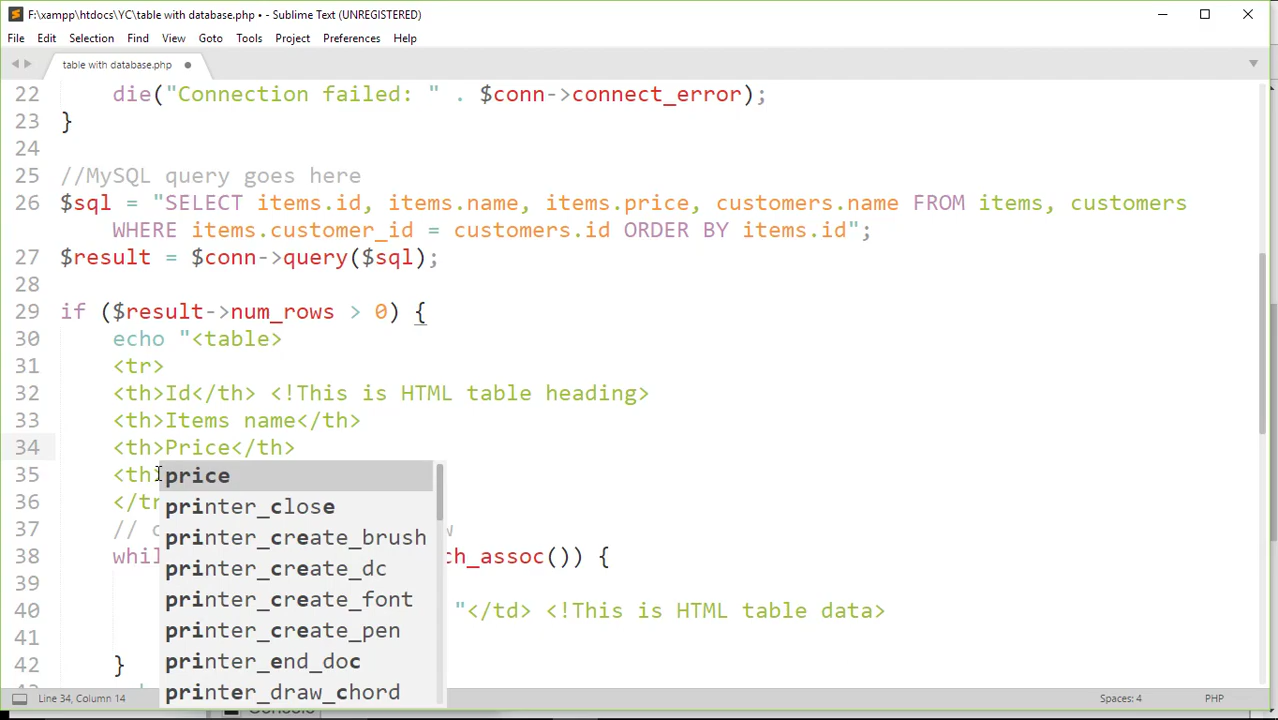 F:\xampp\htdocs\YC\table with database.php • - Sublime Text (UNREGISTERED)
File Edit Selection Find View Goto Tools Project Preferences Help
table with database.php
22 die("Connection failed: " . $conn->connect_error);
23 }
24
25 //MySQL query goes here
26 $sql = "SELECT items.id, items.name, items.price, customers.name FROM items, customers
WHERE items.customer_id = customers.id ORDER BY items.id";
27 $result = $conn->query($sql);
28
29 if ($result->num_rows > 0) {
30 echo "<table>
31 <tr>
32 <th>Id</th> <!This is HTML table heading>
33 <th>Items name</th>
34 <th>Price</th>
35 <th
price
36 </tr
printer_close
37 //
printer_create_brush
38 whil ch_assoc()) {
printer_create_dc
39
printer_create_font
40 "</td> <!This is HTML table data>
41
printer_create_pen
42 }
printer_end_doc
printer_draw_chord
Line 34, Column 14 Spaces: 4 PHP